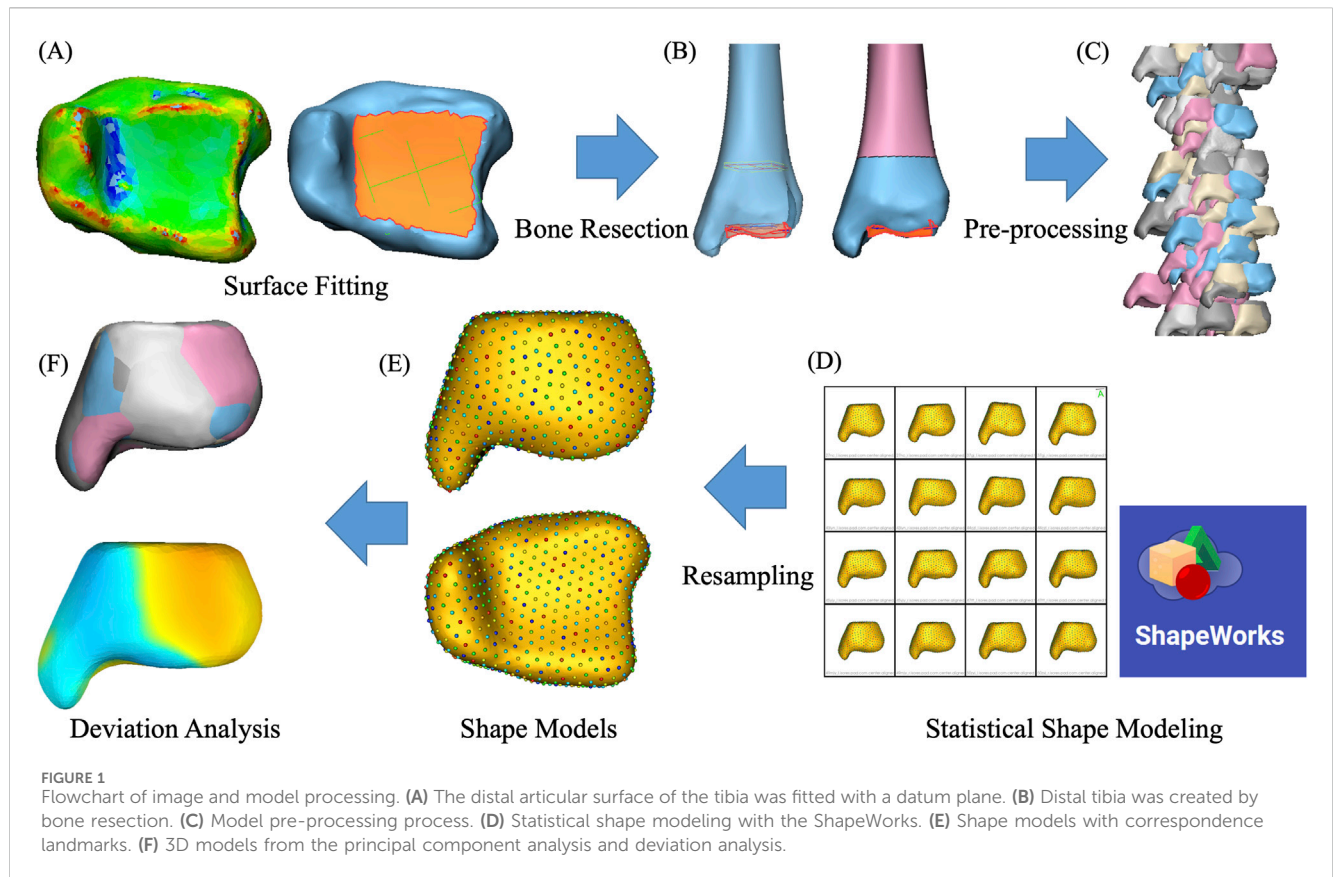 (A)
(B)
(C)
Bone Resection
Pre-processing
Surface Fitting
(F)
(E)
(D)
A
Resampling
ShapeWorks
Deviation Analysis
Shape Models
Statistical Shape Modeling
FIGURE 1
Flowchart of image and model processing. (A) The distal articular surface of the tibia was fitted with a datum plane. (B) Distal tibia was created by
bone resection. (C) Model pre-processing process. (D) Statistical shape modeling with the ShapeWorks. (E) Shape models with correspondence
landmarks. (F) 3D models from the principal component analysis and deviation analysis.